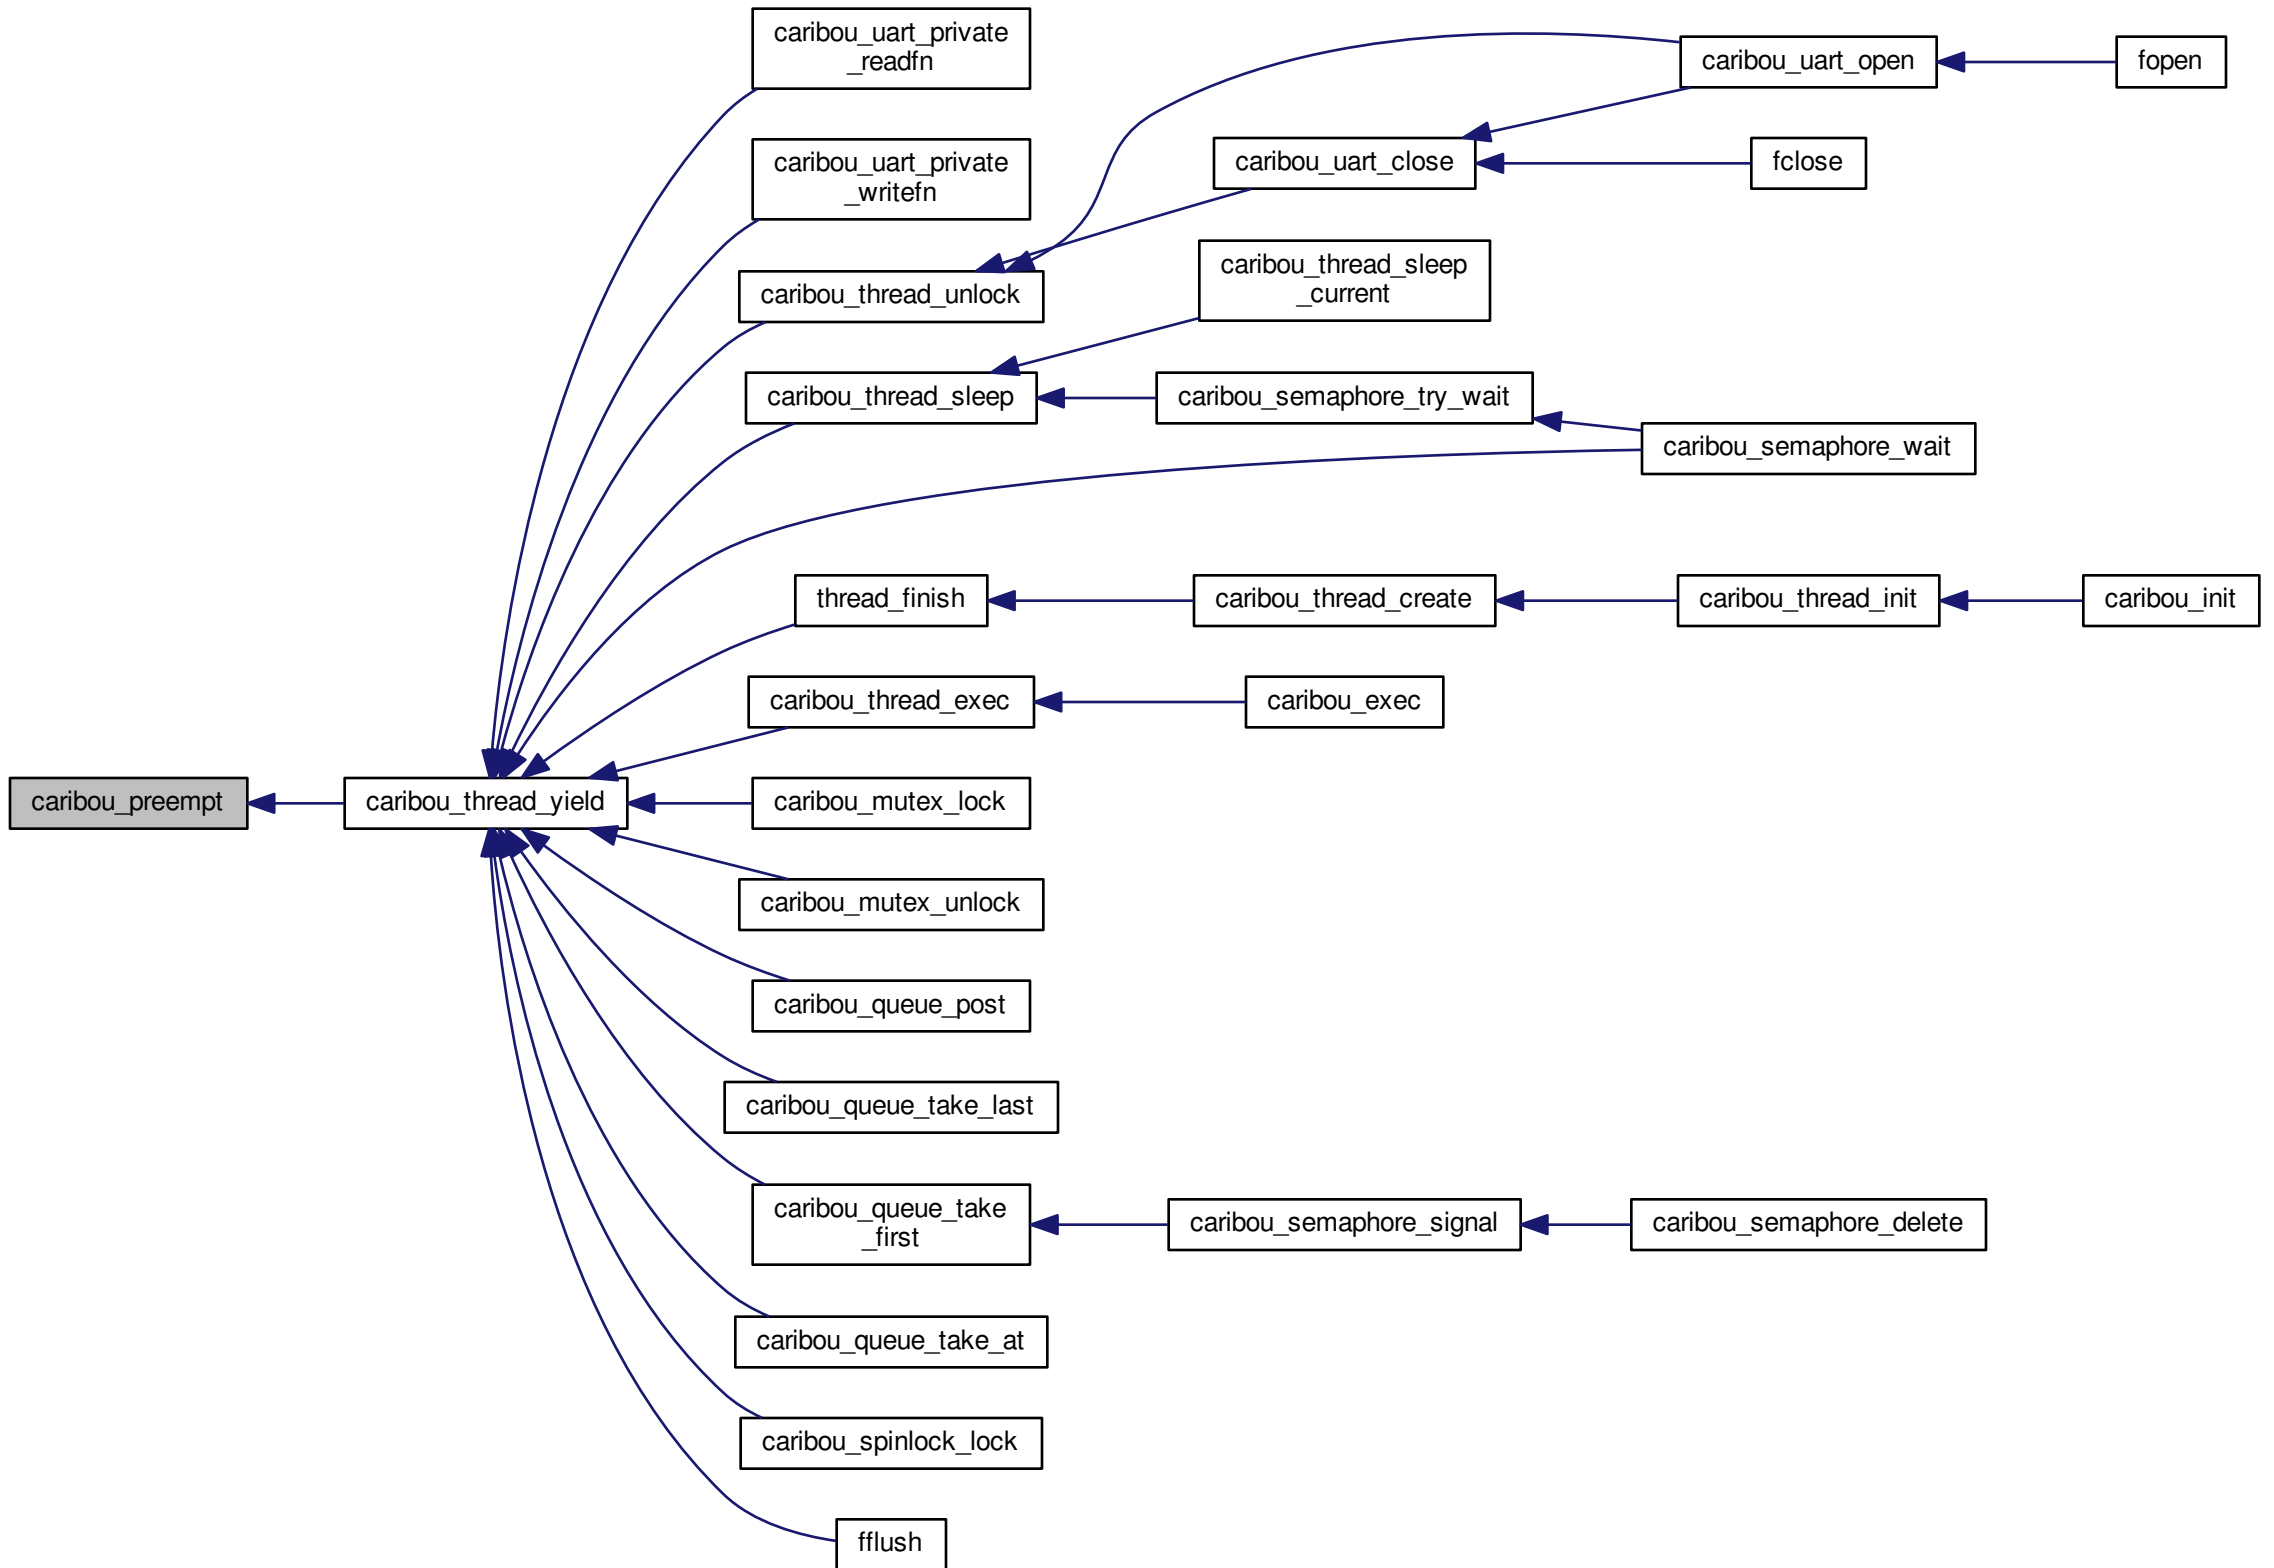 caribou_uart_private
_readfn
caribou_uart_open
fopen
caribou_uart_private
_writefn
caribou_uart_close
fclose
caribou_thread_unlock
caribou_thread_sleep
_current
caribou_thread_sleep
caribou_semaphore_try_wait
caribou_semaphore_wait
thread_finish
caribou_thread_create
caribou_thread_init
caribou_init
caribou_thread_exec
caribou_exec
caribou_preempt
caribou_thread_yield
caribou_mutex_lock
caribou_mutex_unlock
caribou_queue_post
caribou_queue_take_last
caribou_queue_take
_first
caribou_semaphore_signal
caribou_semaphore_delete
caribou_queue_take_at
caribou_spinlock_lock
fflush